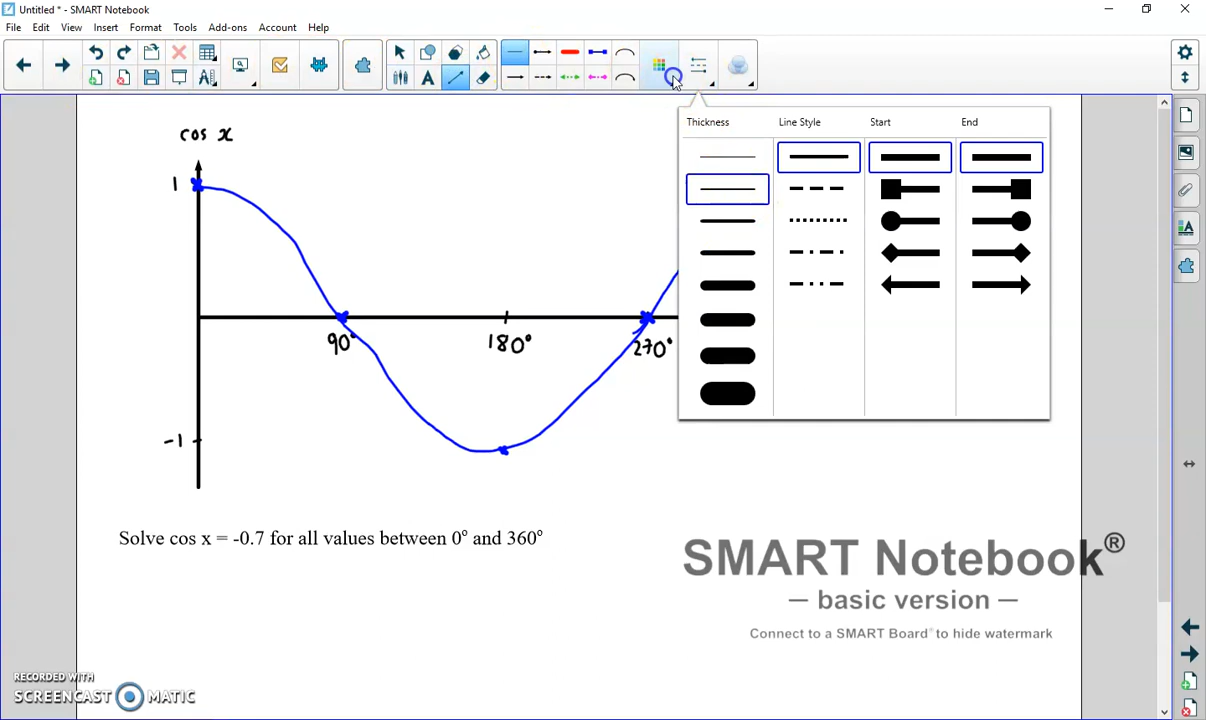 Untitled * - SMART Notebook
File Edit View Insert Format Tools Add-ons Account Help
Thickness Line Style Start End
cos x
1
90° 180° 270°
-1
Solve cos x = -0.7 for all values between 0° and 360°
SMART Notebook®
— basic version —
Connect to a SMART Board® to hide watermark
RECORDED WITH
SCREENCAST MATIC